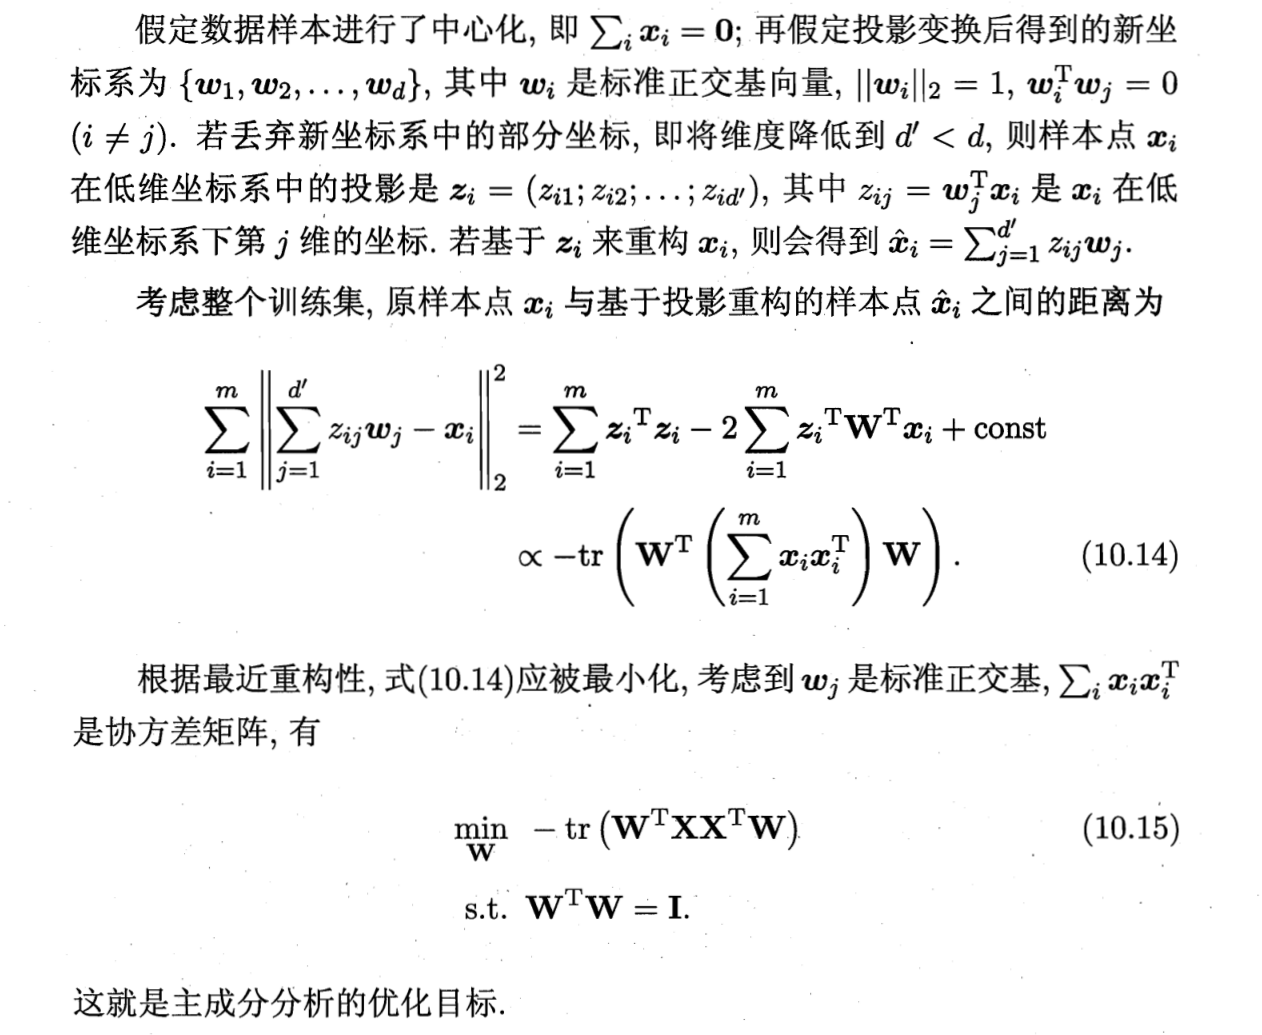 假定数据样本进行了中心化, 即 $\sum_i \boldsymbol{x}_i = \mathbf{0}$; 再假定投影变换后得到的新坐
标系为 $\{\boldsymbol{w}_1, \boldsymbol{w}_2, \ldots, \boldsymbol{w}_d\}$, 其中 $\boldsymbol{w}_i$ 是标准正交基向量, $||\boldsymbol{w}_i||_2 = 1$, $\boldsymbol{w}_i^{\mathrm{T}}\boldsymbol{w}_j = 0$
$(i \neq j)$. 若丢弃新坐标系中的部分坐标, 即将维度降低到 $d' < d$, 则样本点 $\boldsymbol{x}_i$
在低维坐标系中的投影是 $\boldsymbol{z}_i = (z_{i1}; z_{i2}; \ldots; z_{id'})$, 其中 $z_{ij} = \boldsymbol{w}_j^{\mathrm{T}}\boldsymbol{x}_i$ 是 $\boldsymbol{x}_i$ 在低
维坐标系下第 $j$ 维的坐标. 若基于 $\boldsymbol{z}_i$ 来重构 $\boldsymbol{x}_i$, 则会得到 $\hat{\boldsymbol{x}}_i = \sum_{j=1}^{d'} z_{ij}\boldsymbol{w}_j$.
考虑整个训练集, 原样本点 $\boldsymbol{x}_i$ 与基于投影重构的样本点 $\hat{\boldsymbol{x}}_i$ 之间的距离为
$\sum_{i=1}^{m} \left\| \sum_{j=1}^{d'} z_{ij}\boldsymbol{w}_j - \boldsymbol{x}_i \right\|_2^2 = \sum_{i=1}^{m} \boldsymbol{z}_i{}^{\mathrm{T}}\boldsymbol{z}_i - 2\sum_{i=1}^{m} \boldsymbol{z}_i{}^{\mathrm{T}}\mathbf{W}^{\mathrm{T}}\boldsymbol{x}_i + \mathrm{const}$
$\propto -\mathrm{tr}\left(\mathbf{W}^{\mathrm{T}}\left(\sum_{i=1}^{m} \boldsymbol{x}_i\boldsymbol{x}_i^{\mathrm{T}}\right)\mathbf{W}\right).$ (10.14)
根据最近重构性, 式(10.14)应被最小化, 考虑到 $\boldsymbol{w}_j$ 是标准正交基, $\sum_i \boldsymbol{x}_i\boldsymbol{x}_i^{\mathrm{T}}$
是协方差矩阵, 有
$\min_{\mathbf{W}} \ -\mathrm{tr}\left(\mathbf{W}^{\mathrm{T}}\mathbf{X}\mathbf{X}^{\mathrm{T}}\mathbf{W}\right)$ (10.15)
s.t. $\mathbf{W}^{\mathrm{T}}\mathbf{W} = \mathbf{I}.$
这就是主成分分析的优化目标.